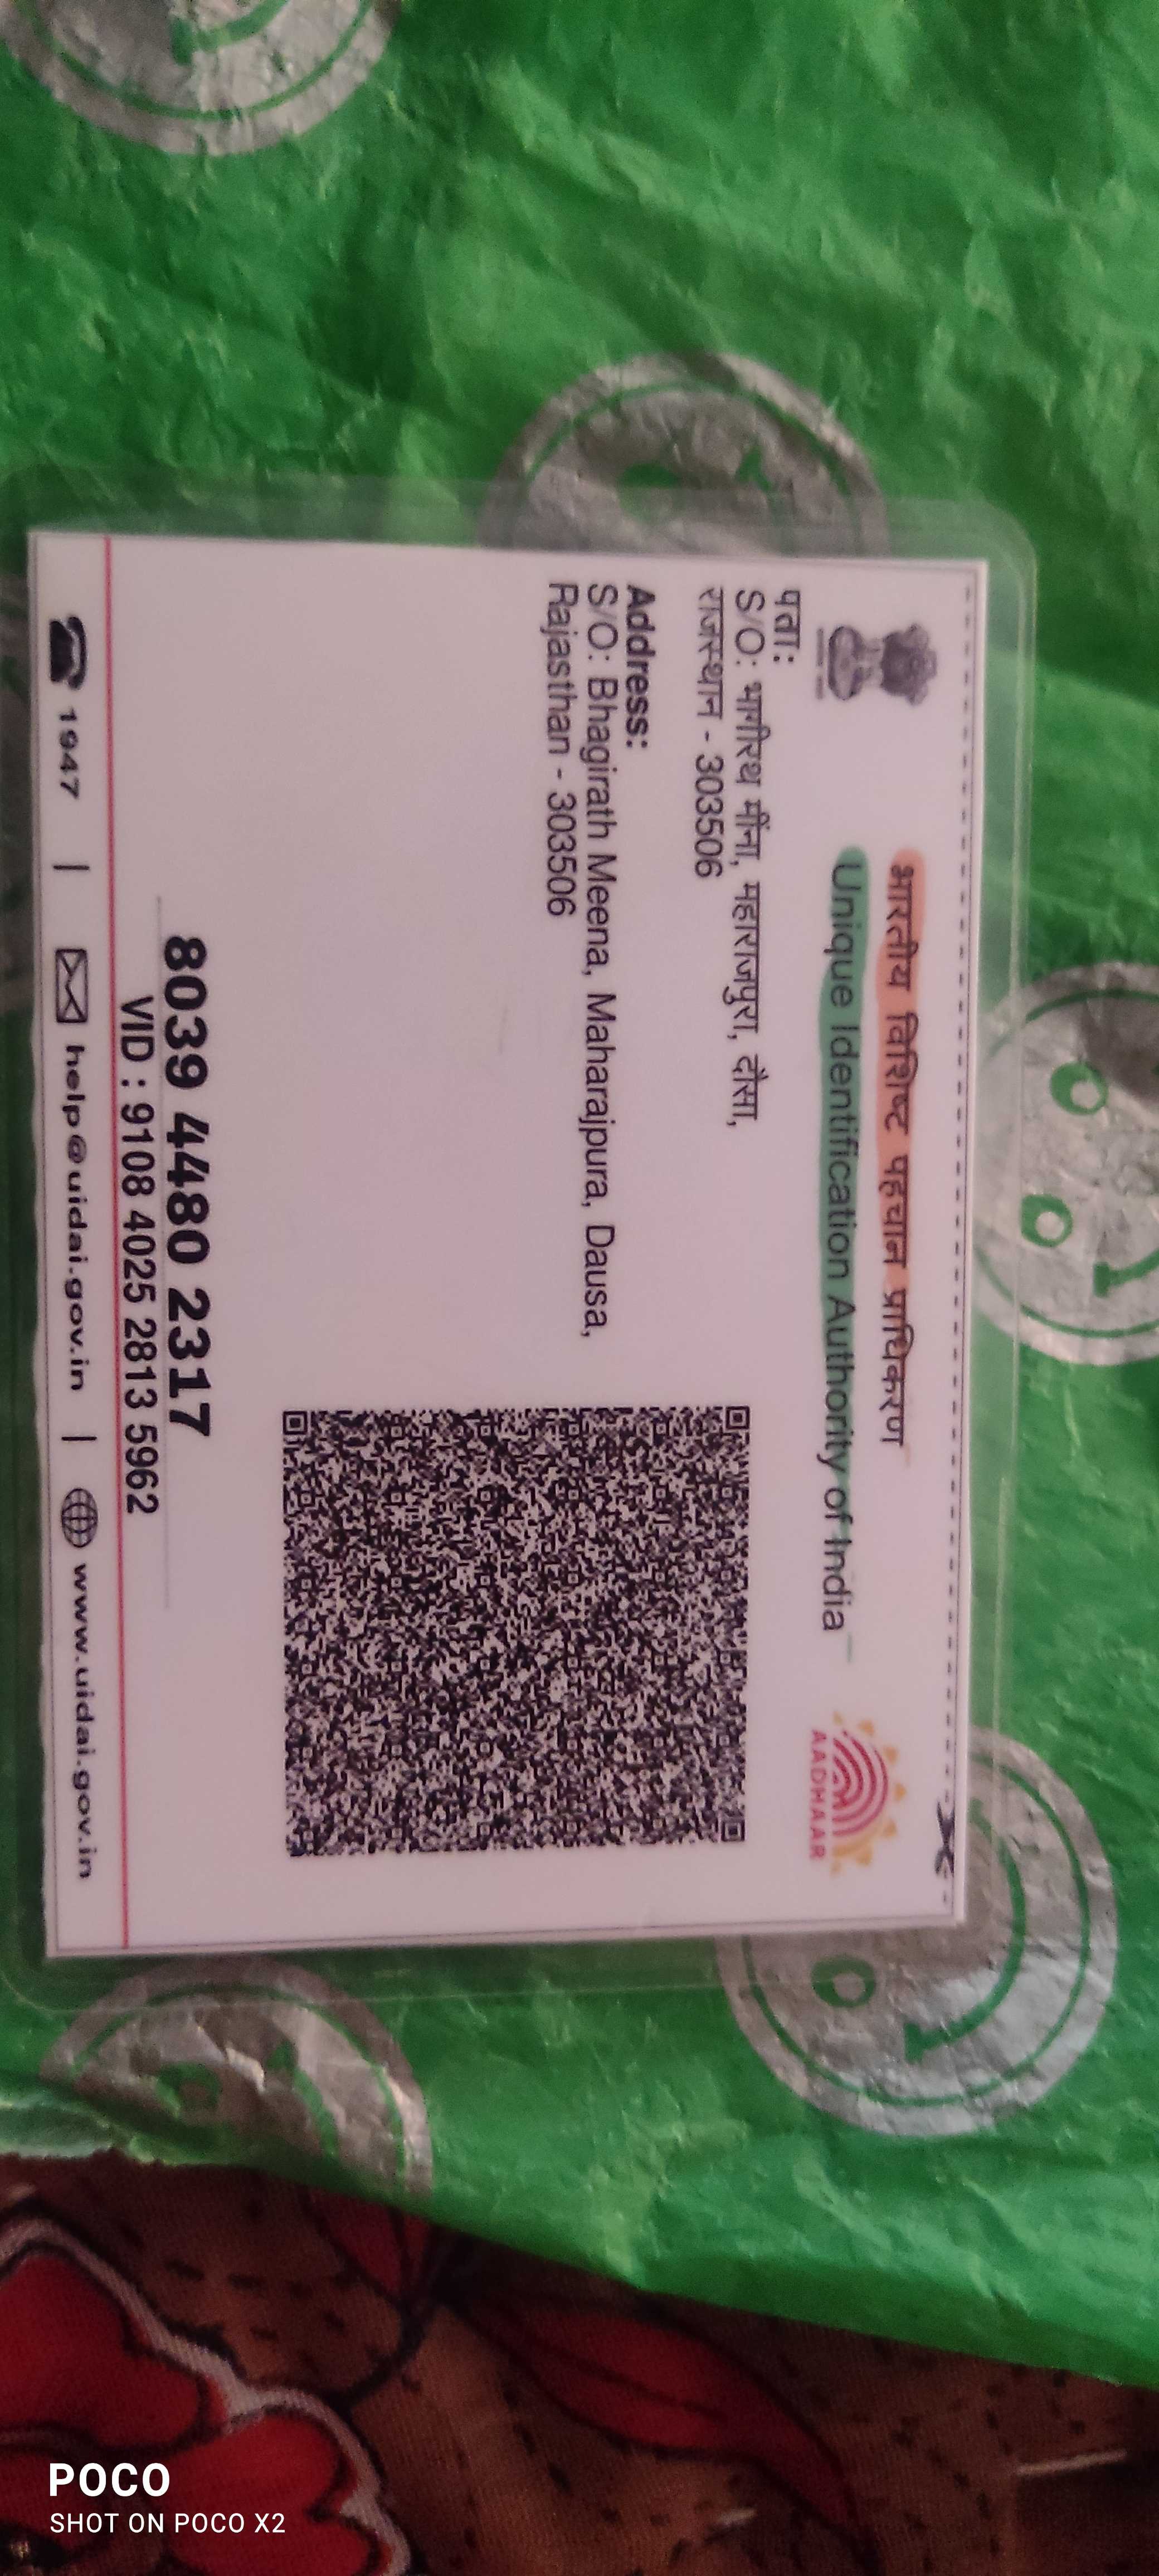 भारतीय विशिष्ट पहचान प्राधिकरण
Unique Identification Authority of India
AADHAAR
पता:
S/O: भागीरथ मीना, महाराजपुरा, दौसा,
राजस्थान - 303506
Address:
S/O: Bhagirath Meena, Maharajpura, Dausa,
Rajasthan - 303506
8039 4480 2317
VID : 9108 4025 2813 5962
1947 | help@uidai.gov.in | www.uidai.gov.in
POCO
SHOT ON POCO X2